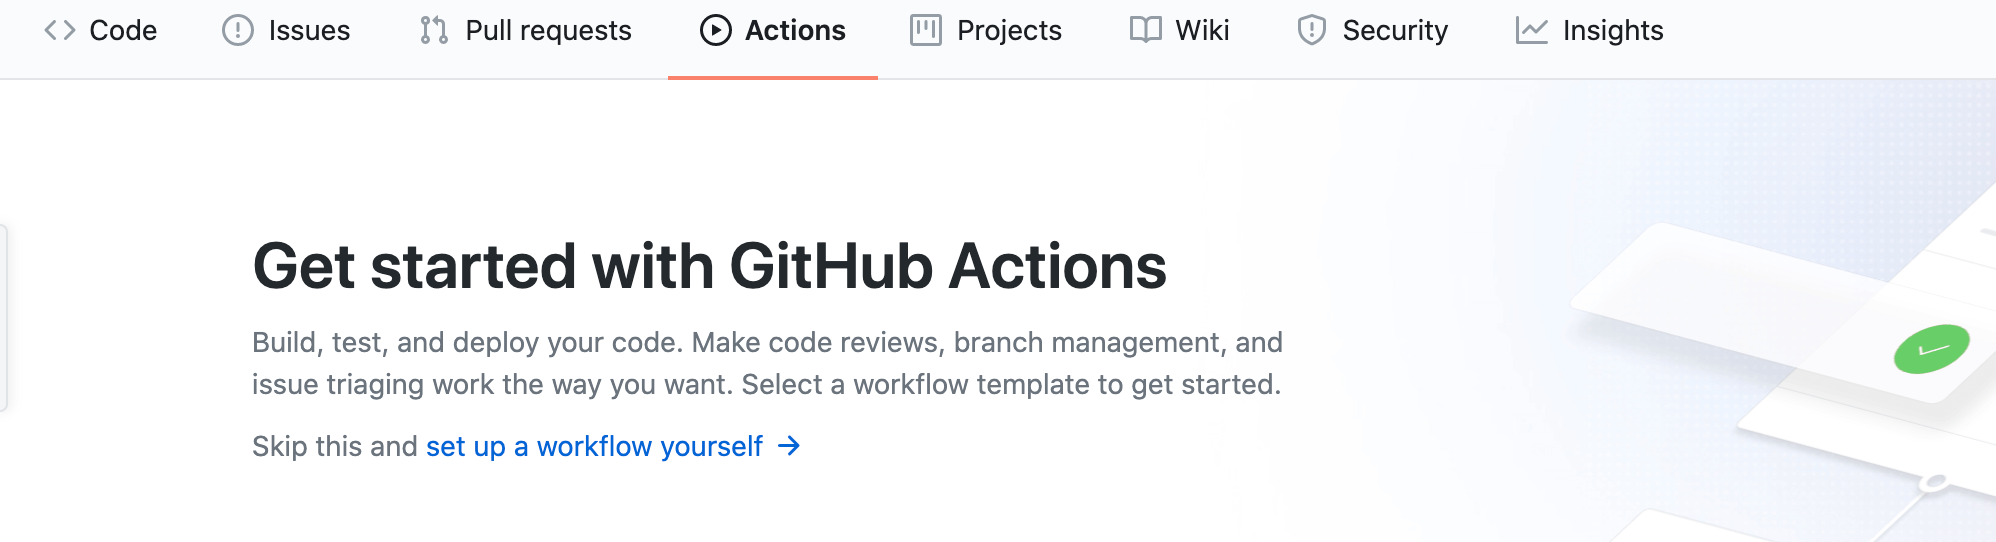 Code Issues Pull requests Actions Projects Wiki Security Insights
Get started with GitHub Actions
Build, test, and deploy your code. Make code reviews, branch management, and
issue triaging work the way you want. Select a workflow template to get started.
Skip this and set up a workflow yourself →